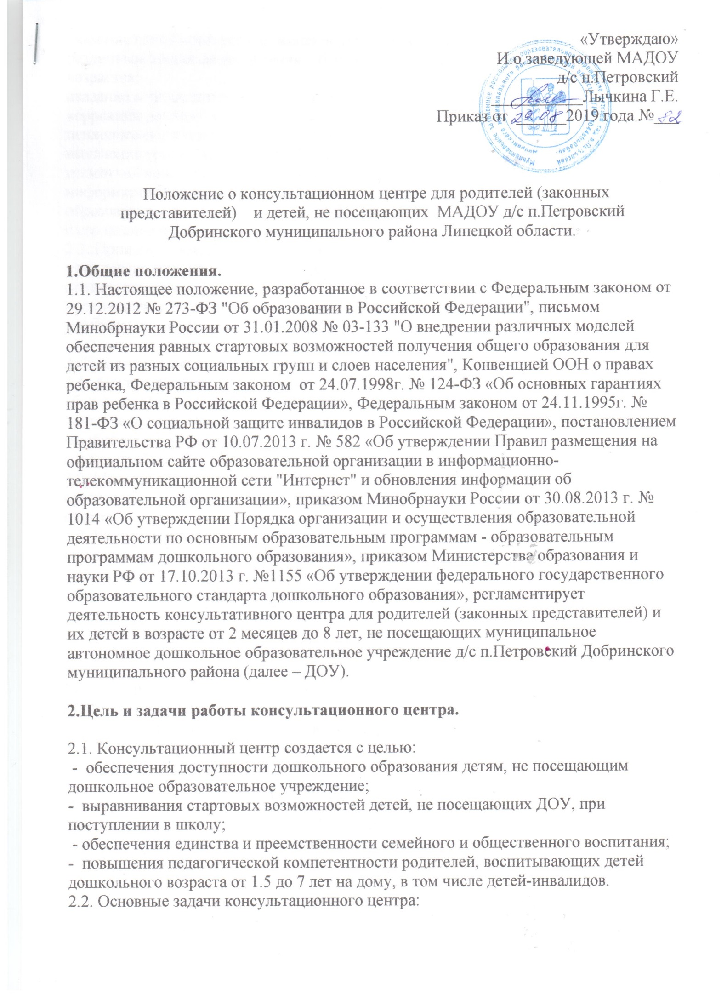 «Утверждаю»
И.о.заведующей МАДОУ
д/с п.Петровский
___________Лычкина Г.Е.
Приказ от 29.08 2019 года № 82
Положение о консультационном центре для родителей (законных
представителей) и детей, не посещающих МАДОУ д/с п.Петровский
Добринского муниципального района Липецкой области.
1.Общие положения.
1.1. Настоящее положение, разработанное в соответствии с Федеральным законом от
29.12.2012 № 273-ФЗ "Об образовании в Российской Федерации", письмом
Минобрнауки России от 31.01.2008 № 03-133 "О внедрении различных моделей
обеспечения равных стартовых возможностей получения общего образования для
детей из разных социальных групп и слоев населения", Конвенцией ООН о правах
ребенка, Федеральным законом от 24.07.1998г. № 124-ФЗ «Об основных гарантиях
прав ребенка в Российской Федерации», Федеральным законом от 24.11.1995г. №
181-ФЗ «О социальной защите инвалидов в Российской Федерации», постановлением
Правительства РФ от 10.07.2013 г. № 582 «Об утверждении Правил размещения на
официальном сайте образовательной организации в информационно-
телекоммуникационной сети "Интернет" и обновления информации об
образовательной организации», приказом Минобрнауки России от 30.08.2013 г. №
1014 «Об утверждении Порядка организации и осуществления образовательной
деятельности по основным образовательным программам - образовательным
программам дошкольного образования», приказом Министерства образования и
науки РФ от 17.10.2013 г. №1155 «Об утверждении федерального государственного
образовательного стандарта дошкольного образования», регламентирует
деятельность консультативного центра для родителей (законных представителей) и
их детей в возрасте от 2 месяцев до 8 лет, не посещающих муниципальное
автономное дошкольное образовательное учреждение д/с п.Петровский Добринского
муниципального района (далее – ДОУ).
2.Цель и задачи работы консультационного центра.
2.1. Консультационный центр создается с целью:
- обеспечения доступности дошкольного образования детям, не посещающим
дошкольное образовательное учреждение;
- выравнивания стартовых возможностей детей, не посещающих ДОУ, при
поступлении в школу;
- обеспечения единства и преемственности семейного и общественного воспитания;
- повышения педагогической компетентности родителей, воспитывающих детей
дошкольного возраста от 1.5 до 7 лет на дому, в том числе детей-инвалидов.
2.2. Основные задачи консультационного центра: